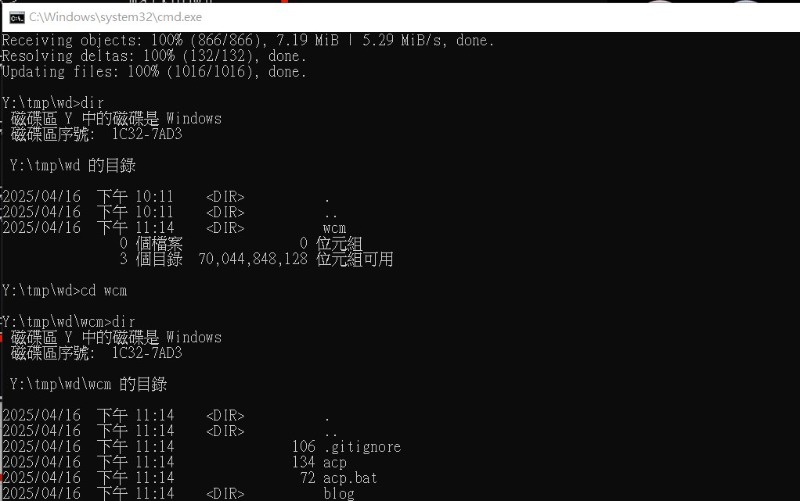 C:\Windows\system32\cmd.exe
Receiving objects: 100% (866/866), 7.19 MiB | 5.29 MiB/s, done.
Resolving deltas: 100% (132/132), done.
Updating files: 100% (1016/1016), done.
Y:\tmp\wd>dir
磁碟區 Y 中的磁碟是 Windows
磁碟區序號:  1C32-7AD3
Y:\tmp\wd 的目錄
2025/04/16  下午 10:11    <DIR>          .
2025/04/16  下午 10:11    <DIR>          ..
2025/04/16  下午 11:14    <DIR>          wcm
0 個檔案               0 位元組
3 個目錄  70,044,848,128 位元組可用
Y:\tmp\wd>cd wcm
Y:\tmp\wd\wcm>dir
磁碟區 Y 中的磁碟是 Windows
磁碟區序號:  1C32-7AD3
Y:\tmp\wd\wcm 的目錄
2025/04/16  下午 11:14    <DIR>          .
2025/04/16  下午 11:14    <DIR>          ..
2025/04/16  下午 11:14               106 .gitignore
2025/04/16  下午 11:14               134 acp
2025/04/16  下午 11:14                72 acp.bat
2025/04/16  下午 11:14    <DIR>          blog